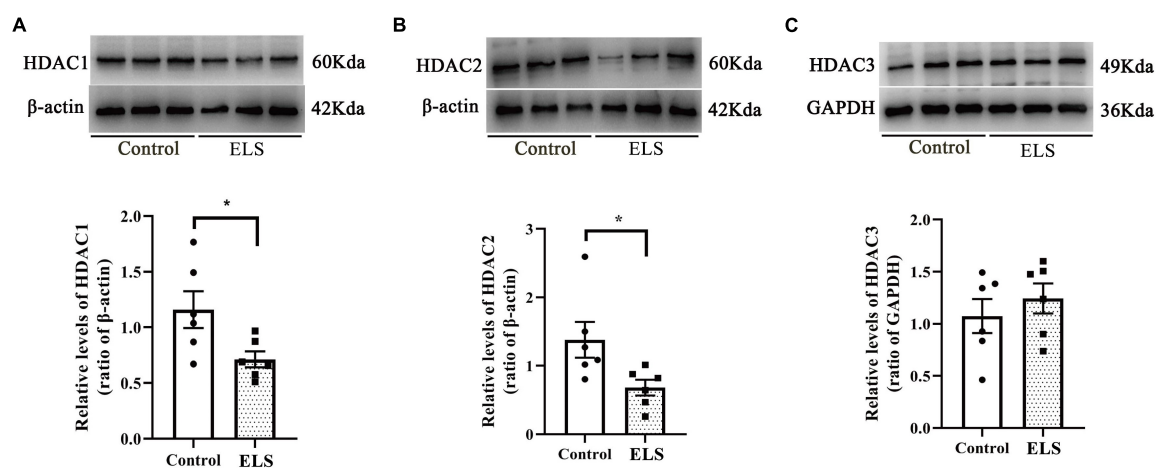 A
HDAC1
60Kda
β-actin
42Kda
Control
ELS
2.0
1.5
1.0
0.5
0.0
Relative levels of HDAC1
(ratio of β-actin)
*
Control
ELS
B
HDAC2
60Kda
β-actin
42Kda
Control
ELS
3
2
1
0
Relative levels of HDAC2
(ratio of β-actin)
*
Control
ELS
C
HDAC3
49Kda
GAPDH
36Kda
Control
ELS
2.0
1.5
1.0
0.5
0.0
Relative levels of HDAC3
(ratio of GAPDH)
Control
ELS